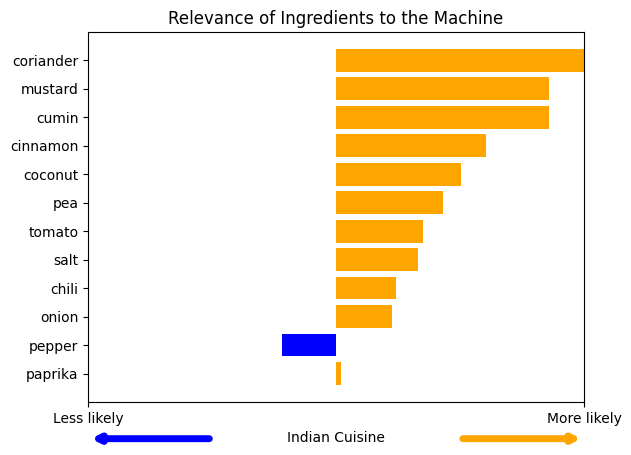 Relevance of Ingredients to the Machine
coriander
mustard
cumin
cinnamon
coconut
pea
tomato
salt
chili
onion
pepper
paprika
Less likely
More likely
Indian Cuisine